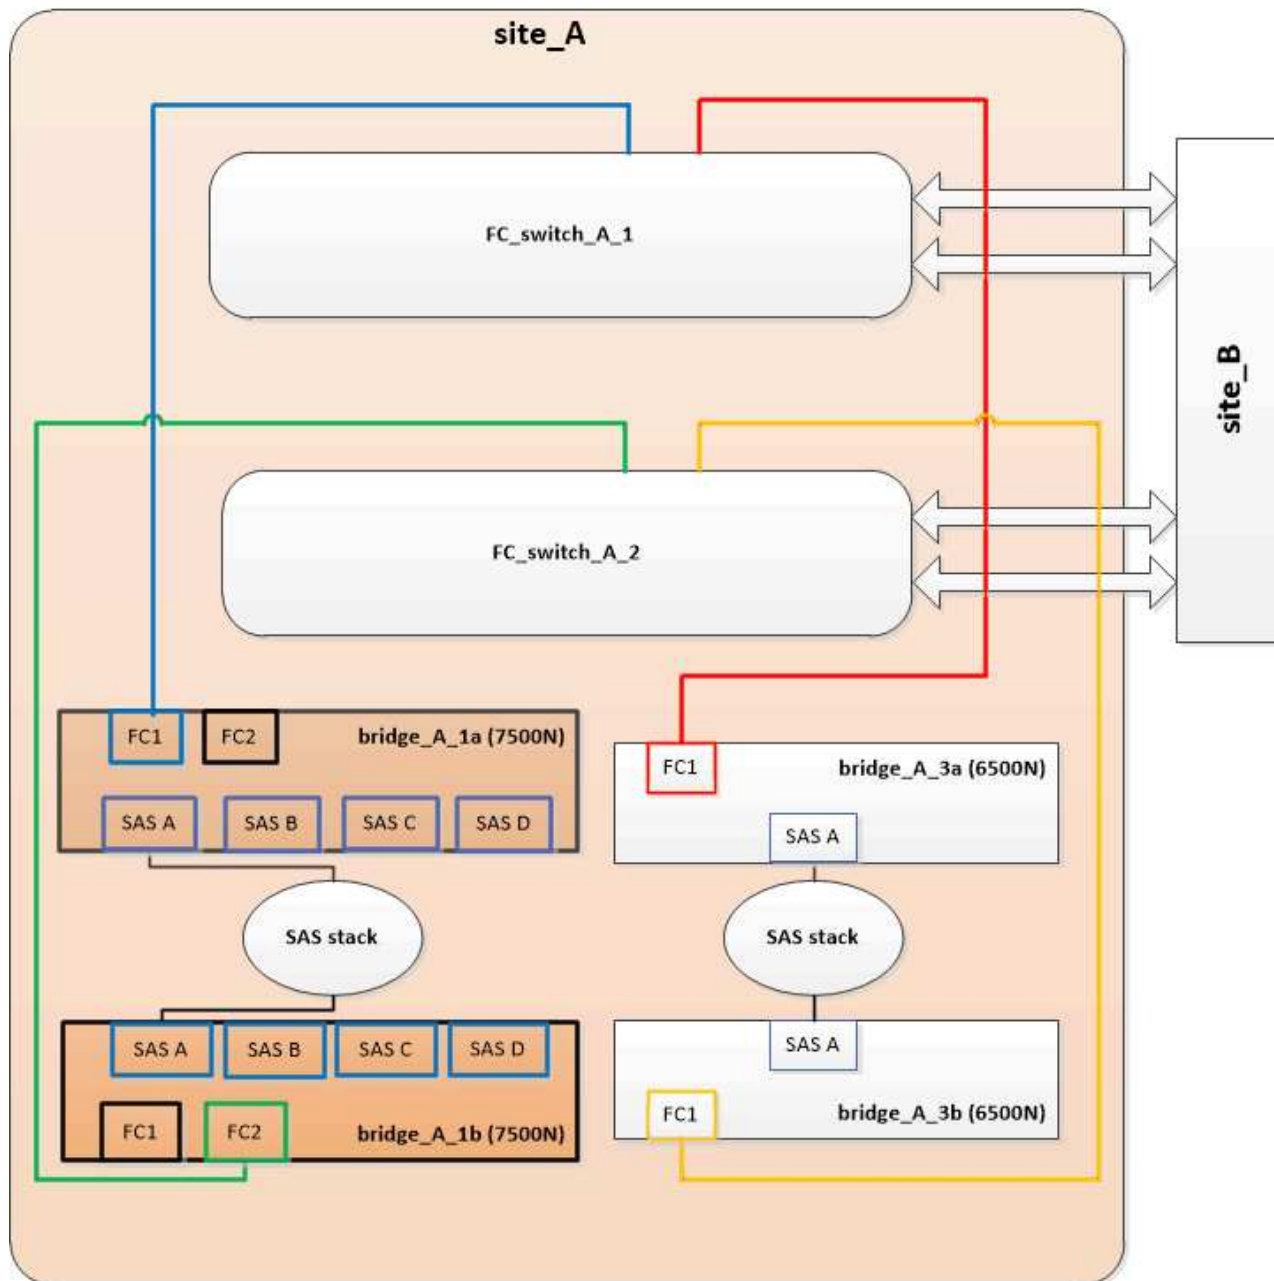 site_A
FC_switch_A_1
site_B
FC_switch_A_2
FC1
FC2
bridge_A_1a (7500N)
SAS A
SAS B
SAS C
SAS D
FC1
bridge_A_3a (6500N)
SAS A
SAS stack
SAS stack
SAS A
SAS B
SAS C
SAS D
FC1
FC2
bridge_A_1b (7500N)
SAS A
FC1
bridge_A_3b (6500N)